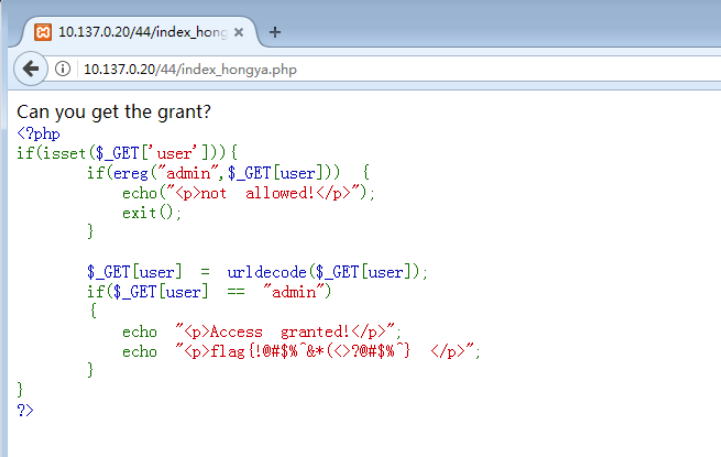 10.137.0.20/44/index_hong
10.137.0.20/44/index_hongya.php
Can you get the grant?
<?php
if(isset($_GET['user'])){
if(ereg("admin",$_GET[user])) {
echo("<p>not allowed!</p>");
exit();
}
$_GET[user] = urldecode($_GET[user]);
if($_GET[user] == "admin")
{
echo "<p>Access granted!</p>";
echo "<p>flag{!@#$%^&*(<>?@#$%^} </p>";
}
}
?>